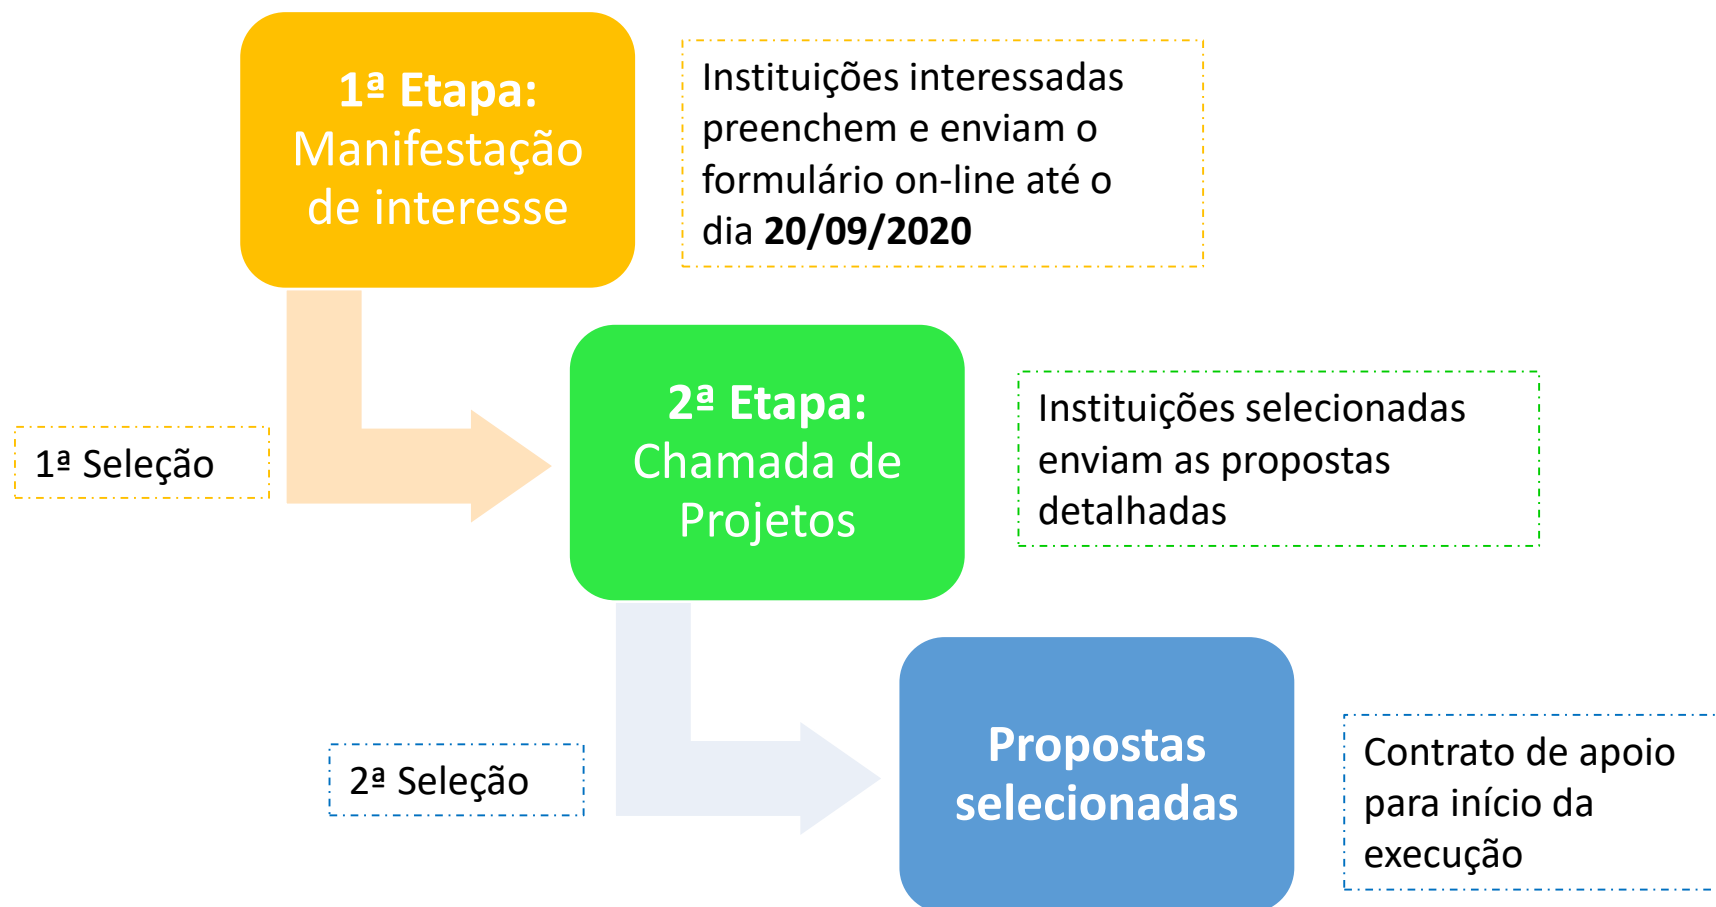 1ª Etapa:
Manifestação
de interesse
Instituições interessadas
preenchem e enviam o
formulário on-line até o
dia 20/09/2020
1ª Seleção
2ª Etapa:
Chamada de
Projetos
Instituições selecionadas
enviam as propostas
detalhadas
2ª Seleção
Propostas
selecionadas
Contrato de apoio
para início da
execução